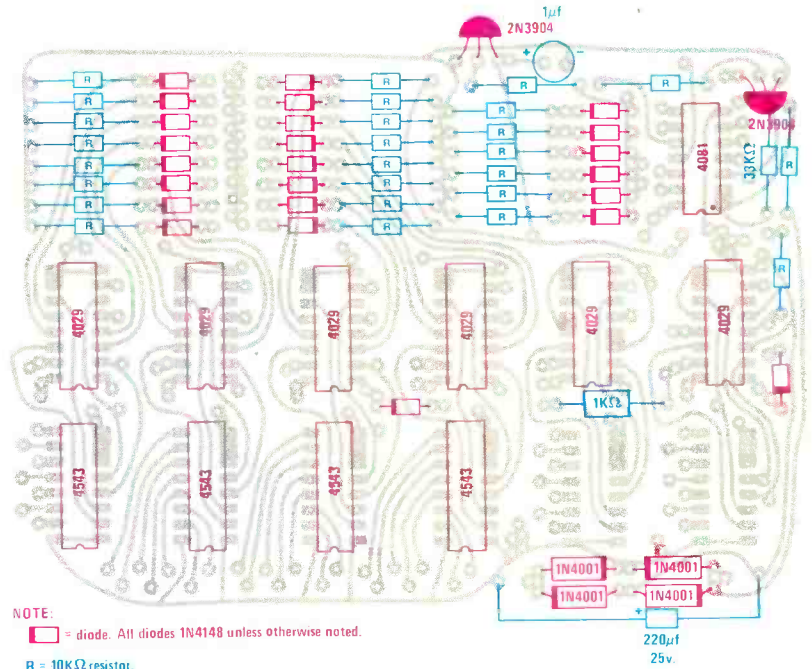 1µf
2N3904
+ −
R R R R
R R
R R R 2N3904
R R R
R R R 4081 33KΩ R
R R R
R R R
R R R
R R
R
4029 4029 4029 4029 4029 4029
1KΩ
4543 4543 4543 4543
1N4001 1N4001
1N4001 1N4001
+
NOTE:
= diode. All diodes 1N4148 unless otherwise noted.
220µf
R = 10KΩ resistor.
25v.